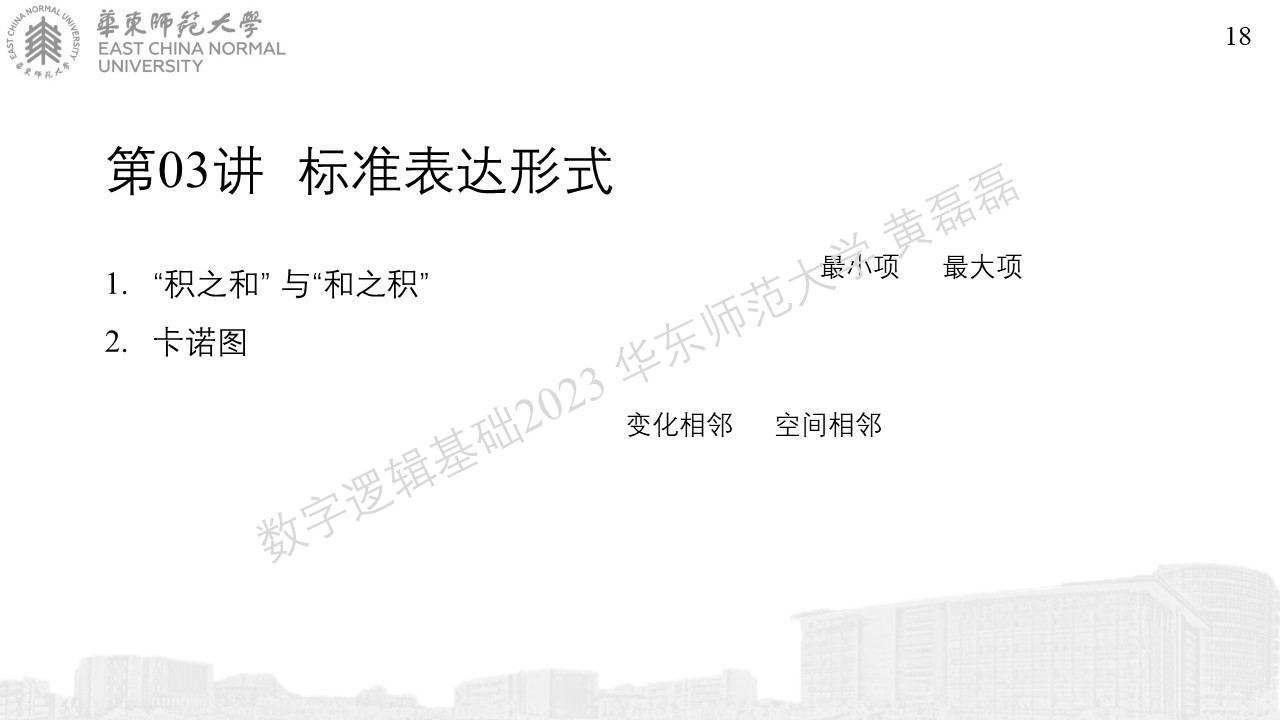 華東師範大學
EAST CHINA NORMAL
UNIVERSITY
EAST CHINA NORMAL UNIVERSITY
華東师范大学
18
第03讲 标准表达形式
1. “积之和” 与“和之积”
最小项 最大项
2. 卡诺图
变化相邻 空间相邻
数字逻辑基础2023 华东师范大学 黄磊磊